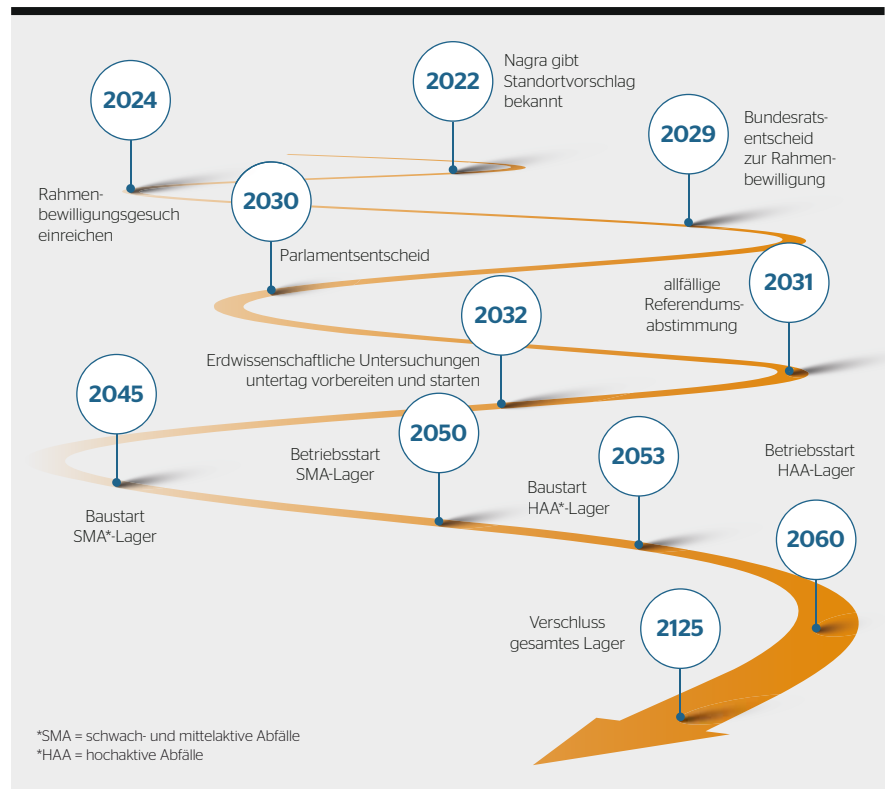 2022
Nagra gibt
Standortvorschlag
bekannt
2024
Rahmen-
bewilligungsgesuch
einreichen
2029
Bundesrats-
entscheid
zur Rahmen-
bewilligung
2030
Parlamentsentscheid
2031
allfällige
Referendums-
abstimmung
2032
Erdwissenschaftliche Untersuchungen
untertag vorbereiten und starten
2045
Baustart
SMA*-Lager
2050
Betriebsstart
SMA-Lager
2053
Baustart
HAA*-Lager
2060
Betriebsstart
HAA-Lager
2125
Verschluss
gesamtes Lager
*SMA = schwach- und mittelaktive Abfälle
*HAA = hochaktive Abfälle